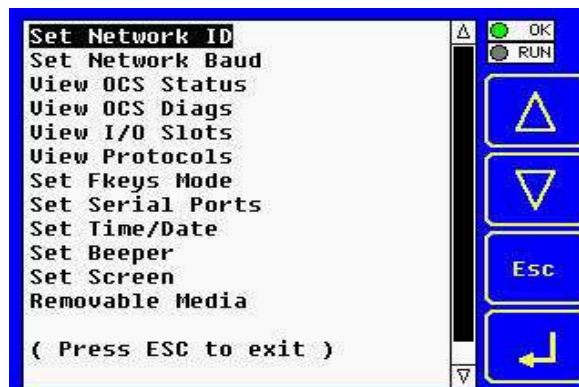 Set Network ID
Set Network Baud
View OCS Status
View OCS Diags
View I/O Slots
View Protocols
Set Fkeys Mode
Set Serial Ports
Set Time/Date
Set Beeper
Set Screen
Removable Media
( Press ESC to exit )
OK
RUN
Esc